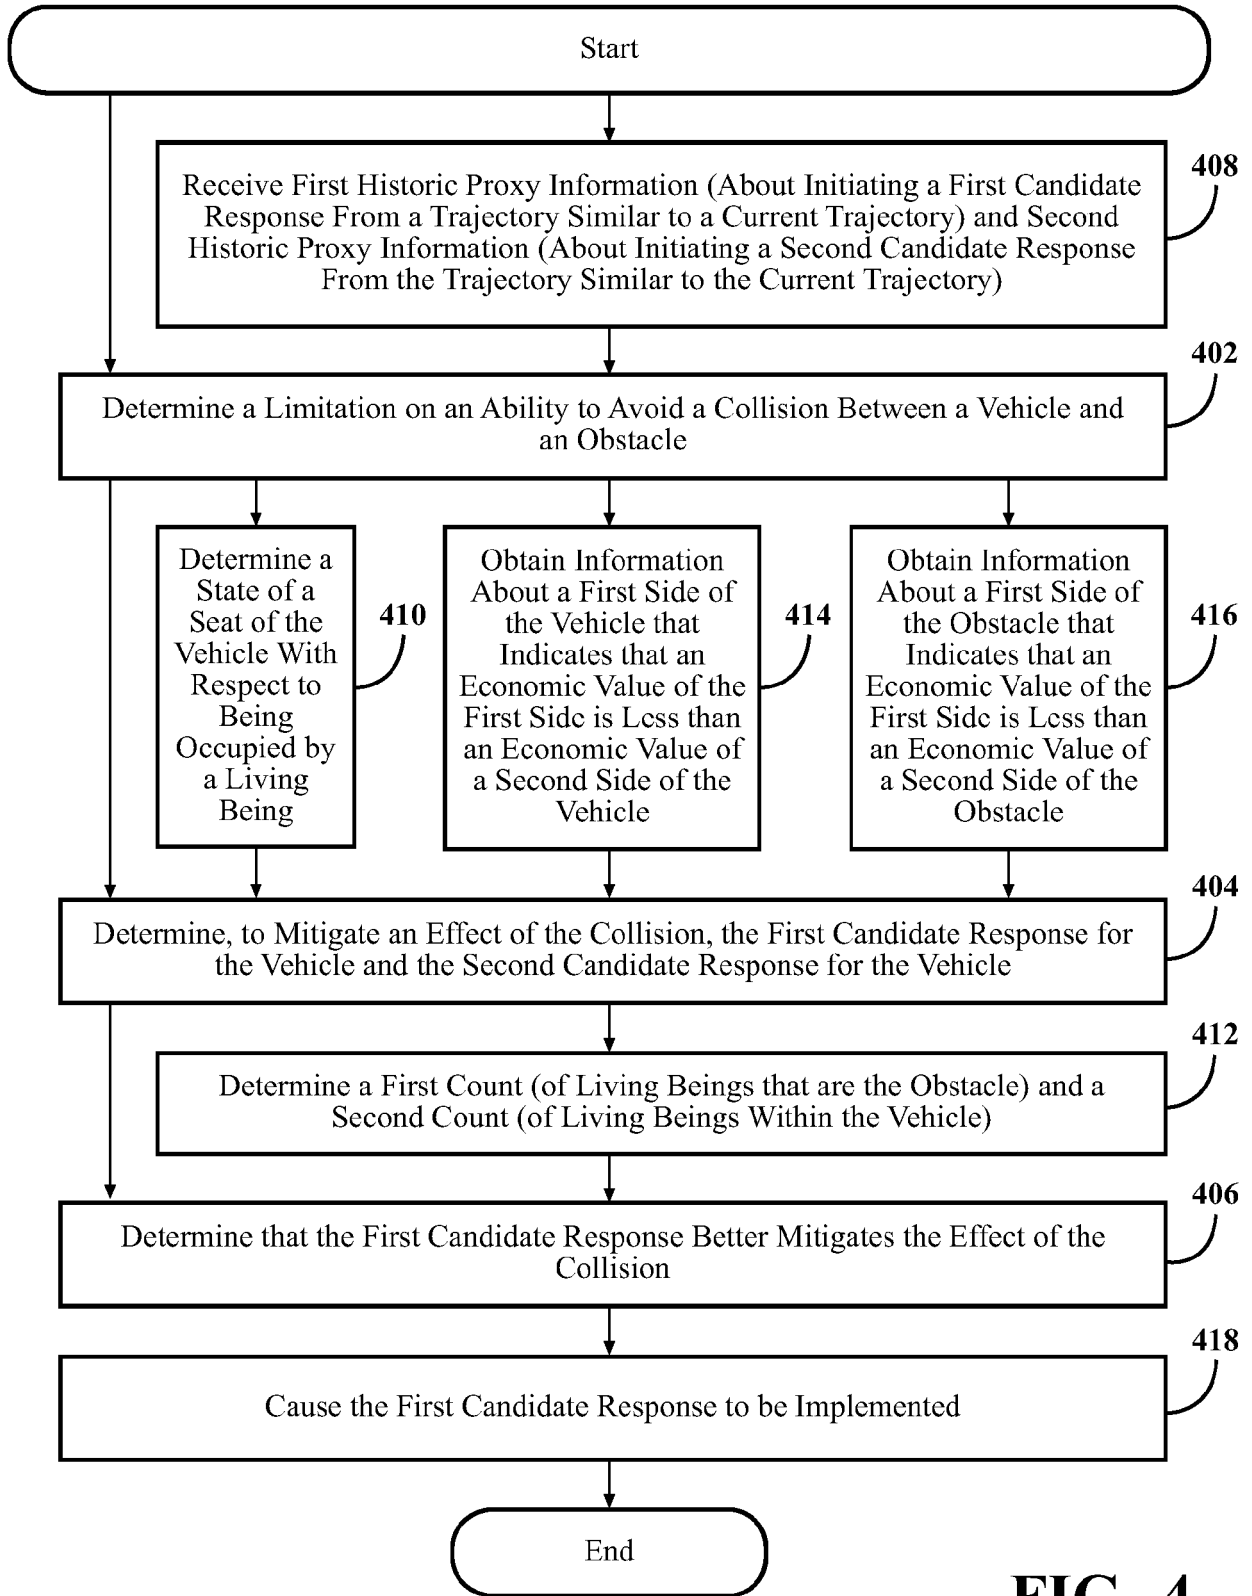 Start
408
Receive First Historic Proxy Information (About Initiating a First Candidate
Response From a Trajectory Similar to a Current Trajectory) and Second
Historic Proxy Information (About Initiating a Second Candidate Response
From the Trajectory Similar to the Current Trajectory)
402
Determine a Limitation on an Ability to Avoid a Collision Between a Vehicle and
an Obstacle
Determine a
State of a
Seat of the
Vehicle With
Respect to
Being
Occupied by
a Living
Being
410
Obtain Information
About a First Side of
the Vehicle that
Indicates that an
Economic Value of the
First Side is Less than
an Economic Value of
a Second Side of the
Vehicle
414
Obtain Information
About a First Side of
the Obstacle that
Indicates that an
Economic Value of the
First Side is Less than
an Economic Value of
a Second Side of the
Obstacle
416
404
Determine, to Mitigate an Effect of the Collision, the First Candidate Response for
the Vehicle and the Second Candidate Response for the Vehicle
412
Determine a First Count (of Living Beings that are the Obstacle) and a
Second Count (of Living Beings Within the Vehicle)
406
Determine that the First Candidate Response Better Mitigates the Effect of the
Collision
418
Cause the First Candidate Response to be Implemented
End
FIG. 4